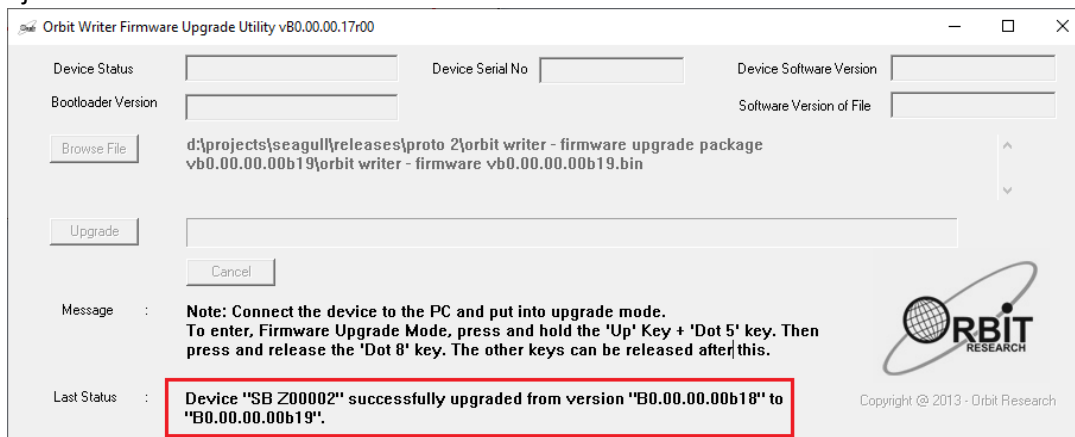 Orbit Writer Firmware Upgrade Utility vB0.00.00.17r00
Device Status
Device Serial No
Device Software Version
Bootloader Version
Software Version of File
Browse File
d:\projects\seagull\releases\proto 2\orbit writer - firmware upgrade package
vb0.00.00.00b19\orbit writer - firmware vb0.00.00.00b19.bin
Upgrade
Cancel
Message :
Note: Connect the device to the PC and put into upgrade mode.
To enter, Firmware Upgrade Mode, press and hold the 'Up' Key + 'Dot 5' key. Then
press and release the 'Dot 8' key. The other keys can be released after this.
ORBIT
RESEARCH
Last Status :
Device "SB Z00002" successfully upgraded from version "B0.00.00.00b18" to
"B0.00.00.00b19".
Copyright @ 2013 - Orbit Research